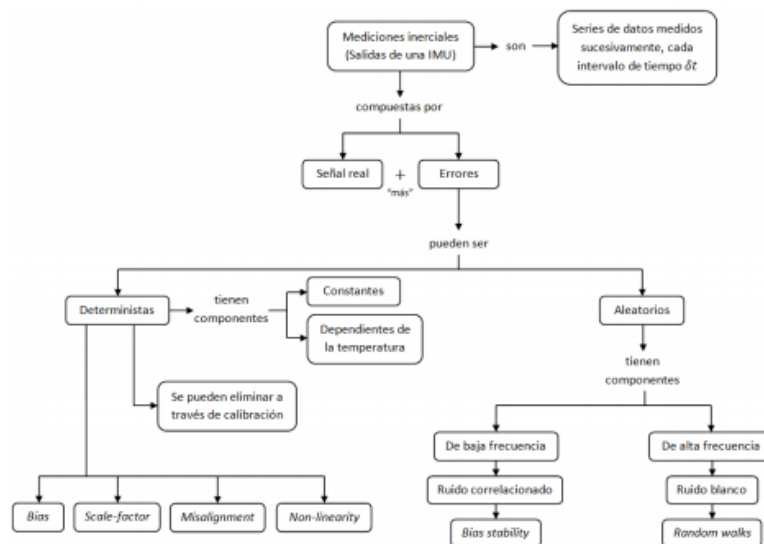 Mediciones inerciales
(Salidas de una IMU)
son
Series de datos medidos
sucesivamente, cada
intervalo de tiempo δt
compuestas por
Señal real
+
"más"
Errores
pueden ser
Deterministas
tienen
componentes
Constantes
Dependientes de
la temperatura
Se pueden eliminar a
través de calibración
Bias
Scale-factor
Misalignment
Non-linearity
Aleatorios
tienen
componentes
De baja frecuencia
De alta frecuencia
Ruido correlacionado
Ruido blanco
Bias stability
Random walks